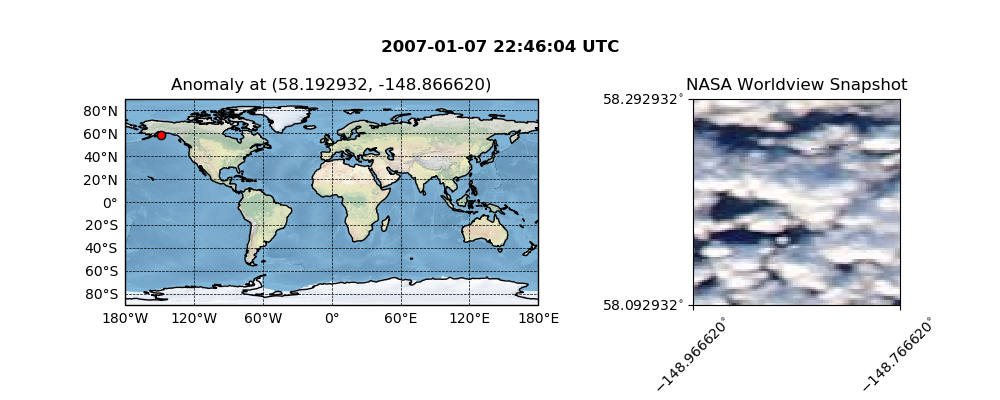 2007-01-07 22:46:04 UTC
Anomaly at (58.192932, -148.866620)
NASA Worldview Snapshot
80°N
60°N
40°N
20°N
0°
20°S
40°S
60°S
80°S
180°W 120°W 60°W 0° 60°E 120°E 180°E
58.292932°
58.092932°
−148.966620°
−148.766620°